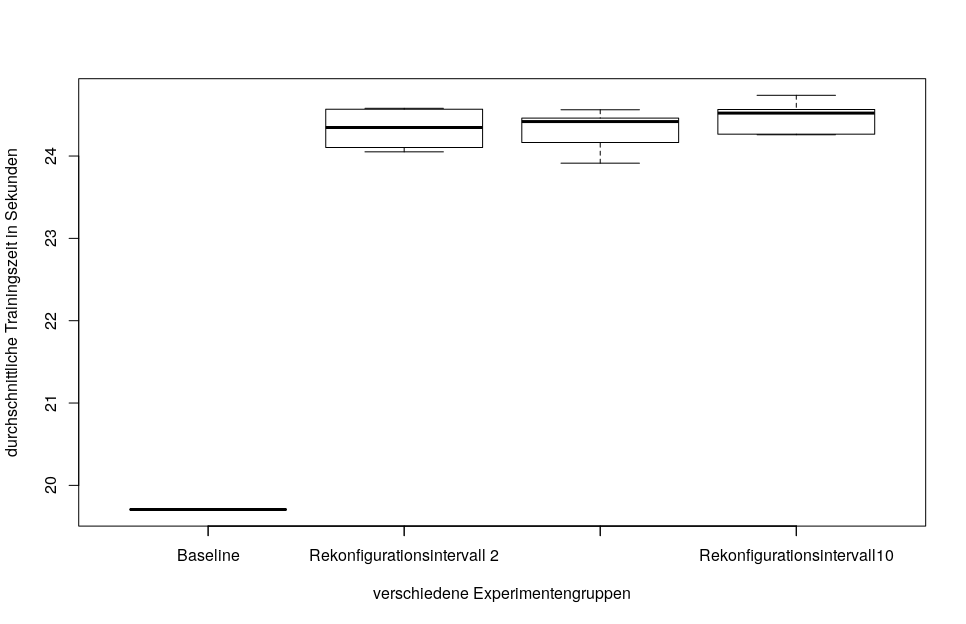 durchschnittliche Trainingszeit in Sekunden
24
23
22
21
20
Baseline
Rekonfigurationsintervall 2
Rekonfigurationsintervall10
verschiedene Experimentengruppen